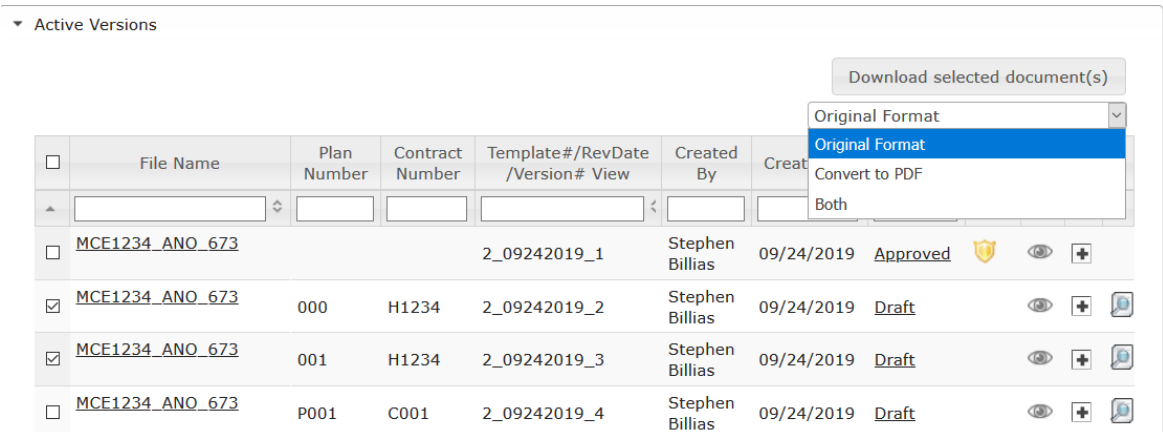 Active Versions
Download selected document(s)
Original Format
Original Format
Convert to PDF
Both
File Name
Plan
Number
Contract
Number
Template#/RevDate
/Version# View
Created
By
MCE1234_ANO_673
2_09242019_1
Stephen
Billias
09/24/2019
Approved
MCE1234_ANO_673
000
H1234
2_09242019_2
Stephen
Billias
09/24/2019
Draft
MCE1234_ANO_673
001
H1234
2_09242019_3
Stephen
Billias
09/24/2019
Draft
MCE1234_ANO_673
P001
C001
2_09242019_4
Stephen
Billias
09/24/2019
Draft